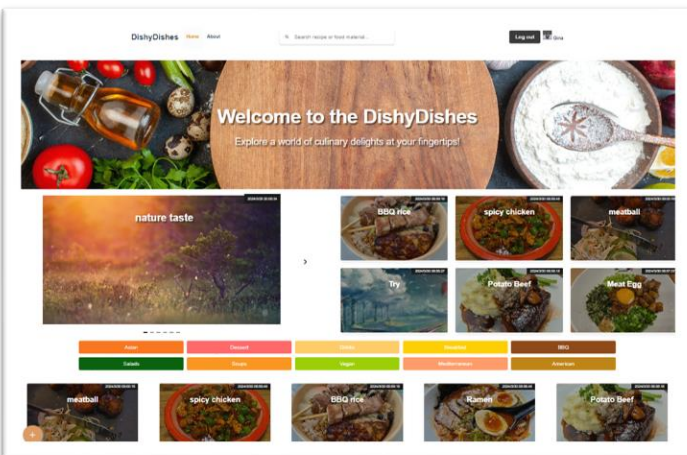 DishyDishes Home About
Search recipe or food material...
Log out Gina
Welcome to the DishyDishes
Explore a world of culinary delights at your fingertips!
nature taste
BBQ rice
spicy chicken
meatball
Try
Potato Beef
Meat Egg
Asian
Dessert
Breakfast
BBQ
Salads
Soups
Vegan
Mediterranean
American
meatball
spicy chicken
BBQ rice
Ramen
Potato Beef
+